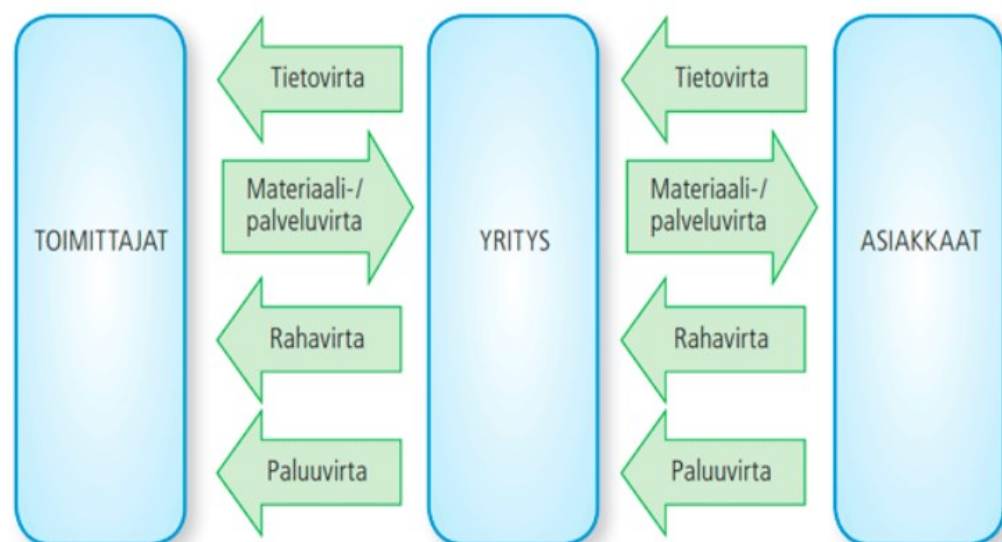 Tietovirta
Tietovirta
Materiaali-/
palveluvirta
Materiaali-/
palveluvirta
TOIMITTAJAT
YRITYS
ASIAKKAAT
Rahavirta
Rahavirta
Paluuvirta
Paluuvirta